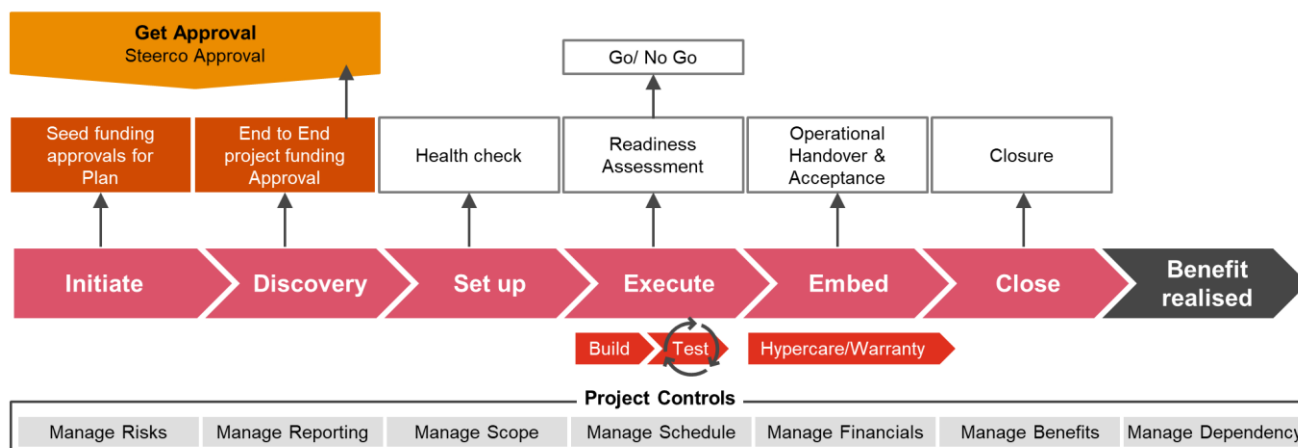 Get Approval
Steerco Approval
Go/ No Go
Seed funding
approvals for
Plan
End to End
project funding
Approval
Health check
Readiness
Assessment
Operational
Handover &
Acceptance
Closure
Initiate
Discovery
Set up
Execute
Embed
Close
Benefit
realised
Build
Test
Hypercare/Warranty
Project Controls
Manage Risks
Manage Reporting
Manage Scope
Manage Schedule
Manage Financials
Manage Benefits
Manage Dependency